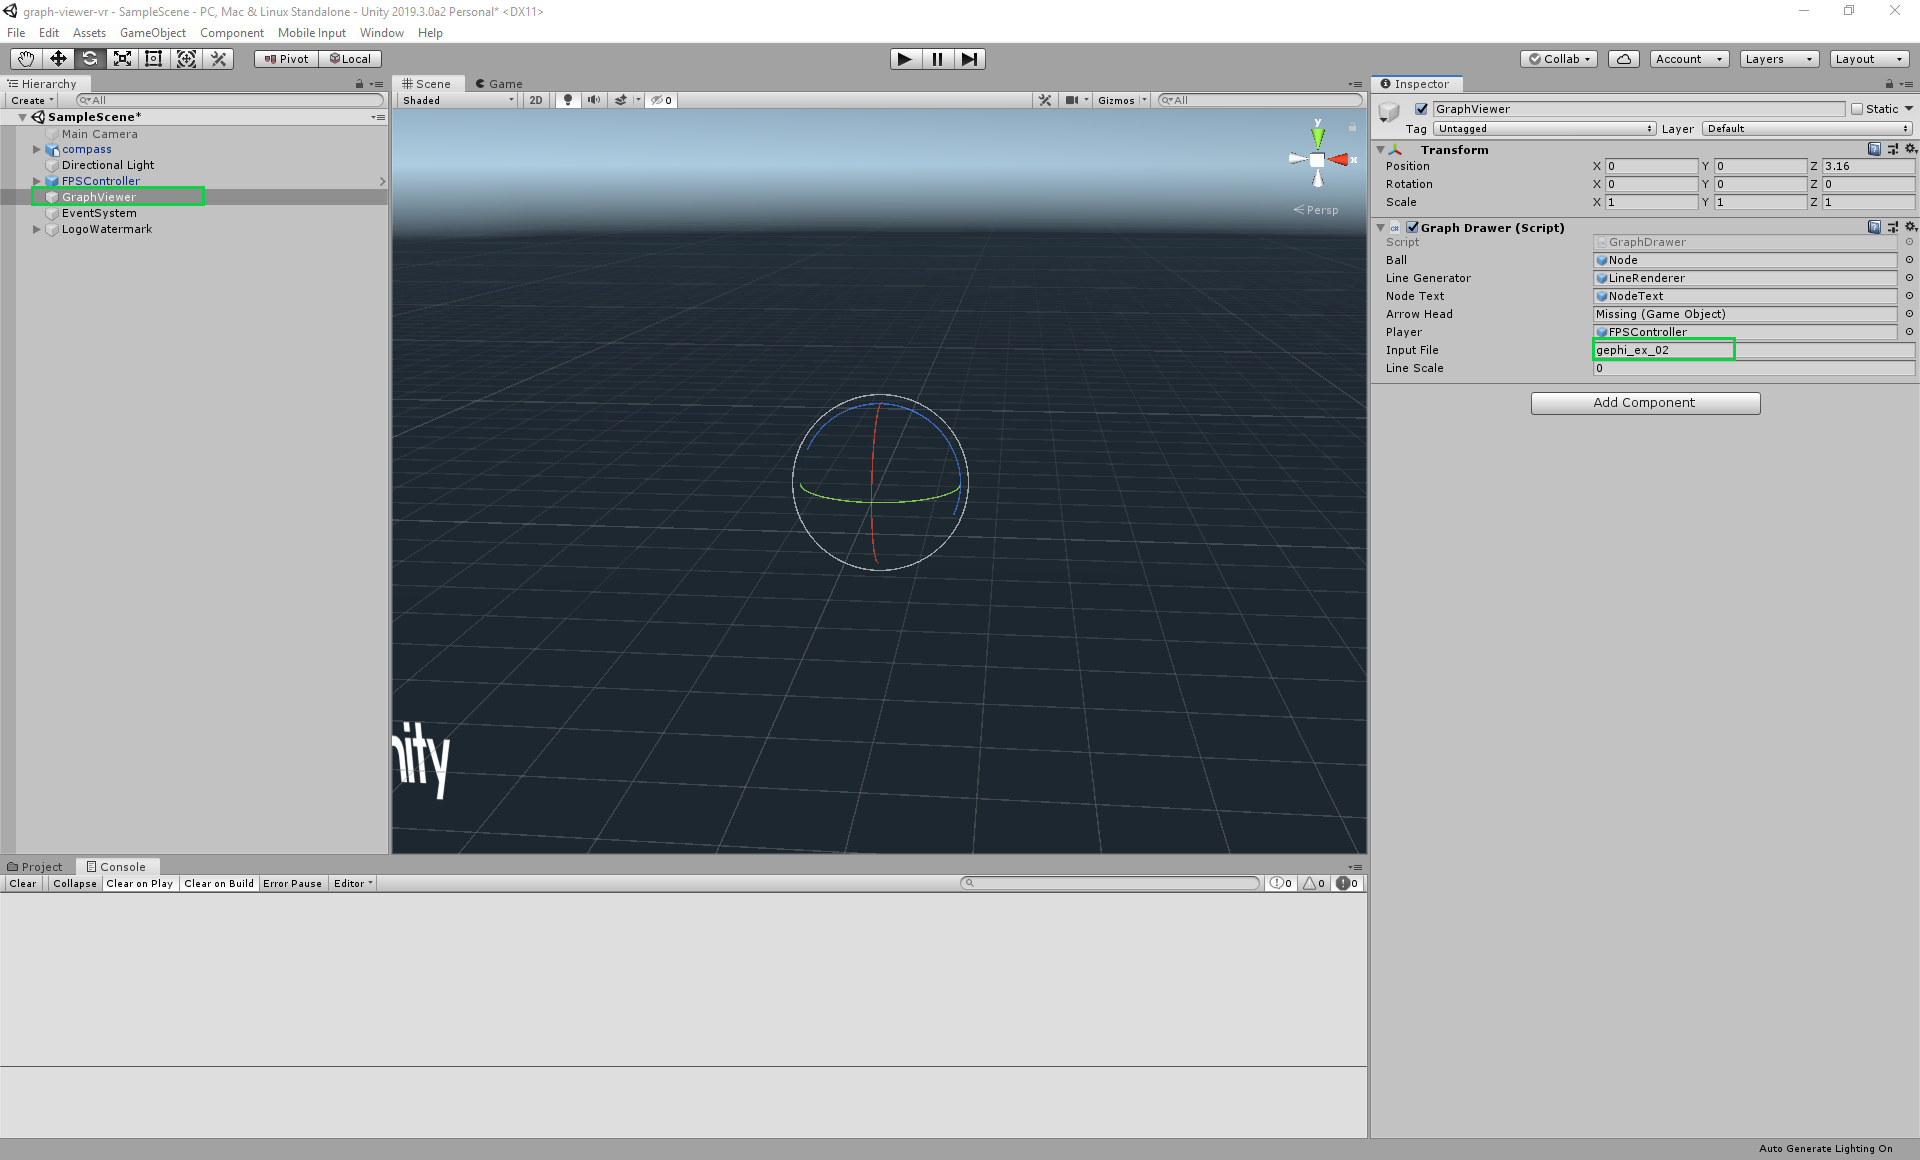 graph-viewer-vr - SampleScene - PC, Mac & Linux Standalone - Unity 2019.3.0a2 Personal* <DX11>
File Edit Assets GameObject Component Mobile Input Window Help
Pivot Local Collab Account Layers Layout
Hierarchy
Create All
SampleScene*
Main Camera
compass
Directional Light
FPSController
GraphViewer
EventSystem
LogoWatermark
Scene Game
Shaded 2D 0 Gizmos All
y
x
Persp
nity
Inspector
GraphViewer Static
Tag Untagged Layer Default
Transform
Position X 0 Y 0 Z 3.16
Rotation X 0 Y 0 Z 0
Scale X 1 Y 1 Z 1
Graph Drawer (Script)
Script GraphDrawer
Ball Node
Line Generator LineRenderer
Node Text NodeText
Arrow Head Missing (Game Object)
Player FPSController
Input File gephi_ex_02
Line Scale 0
Add Component
Project Console
Clear Collapse Clear on Play Clear on Build Error Pause Editor 0 0 0
Auto Generate Lighting On